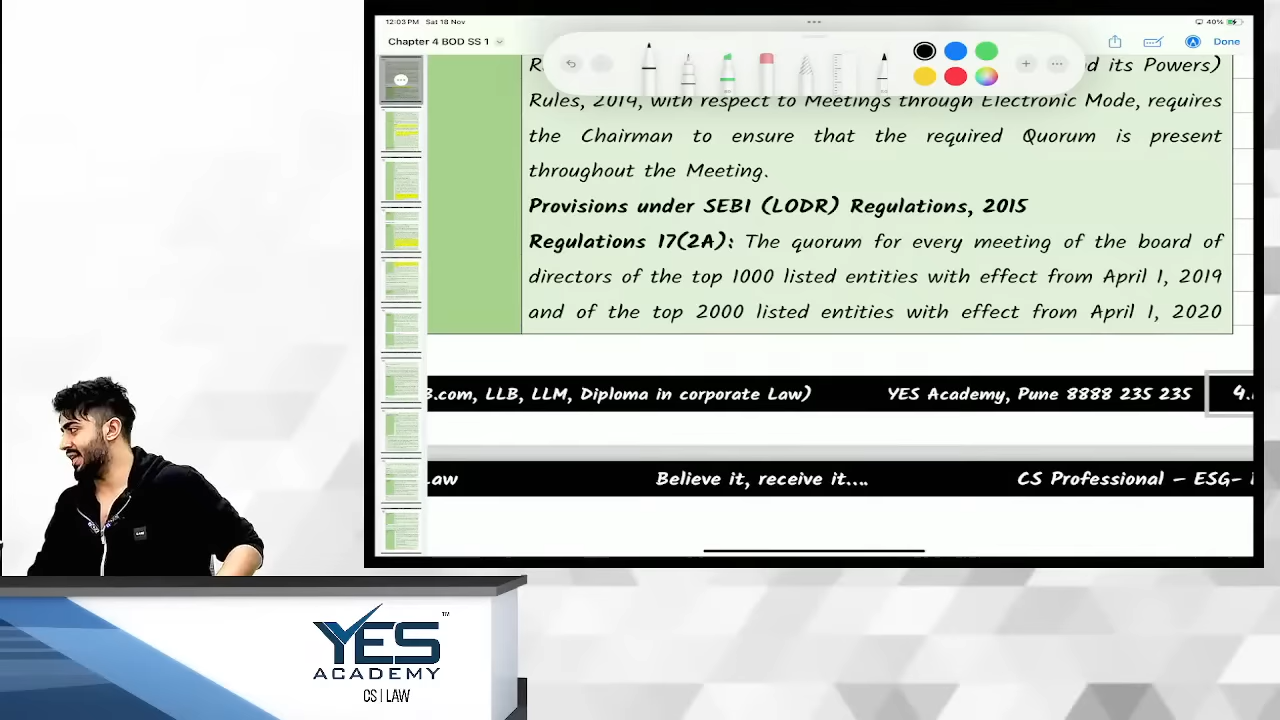 12:03 PM Sat 18 Nov
40%
Chapter 4 BOD SS 1
Done
d its Powers)
Rules, 2014, with respect to Meetings through Electronic Mode, requires
the Chairman to ensure that the required Quorum is present
throughout the Meeting.
Provisions under SEBI (LODR) Regulations, 2015
Regulations 17(2A): The quorum for every meeting of the board of
directors of the top 1000 listed entities with effect from April 1, 2019
and of the top 2000 listed entities with effect from April 1, 2020
B.com, LLB, LLM, Diploma in corporate Law)
YES Academy, Pune
4.
Law
lieve it, receive it....
CS Professional - ESG-
YES
TM
ACADEMY
CS | LAW